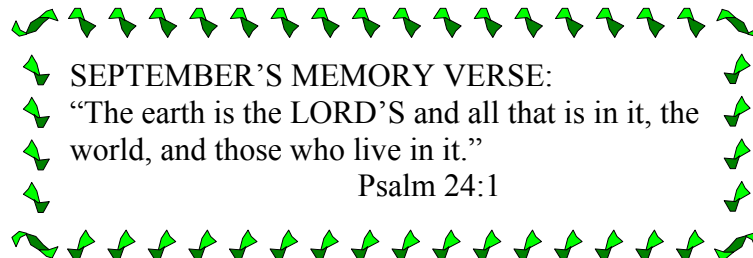 SEPTEMBER’S MEMORY VERSE:
“The earth is the LORD’S and all that is in it, the
world, and those who live in it.”
Psalm 24:1